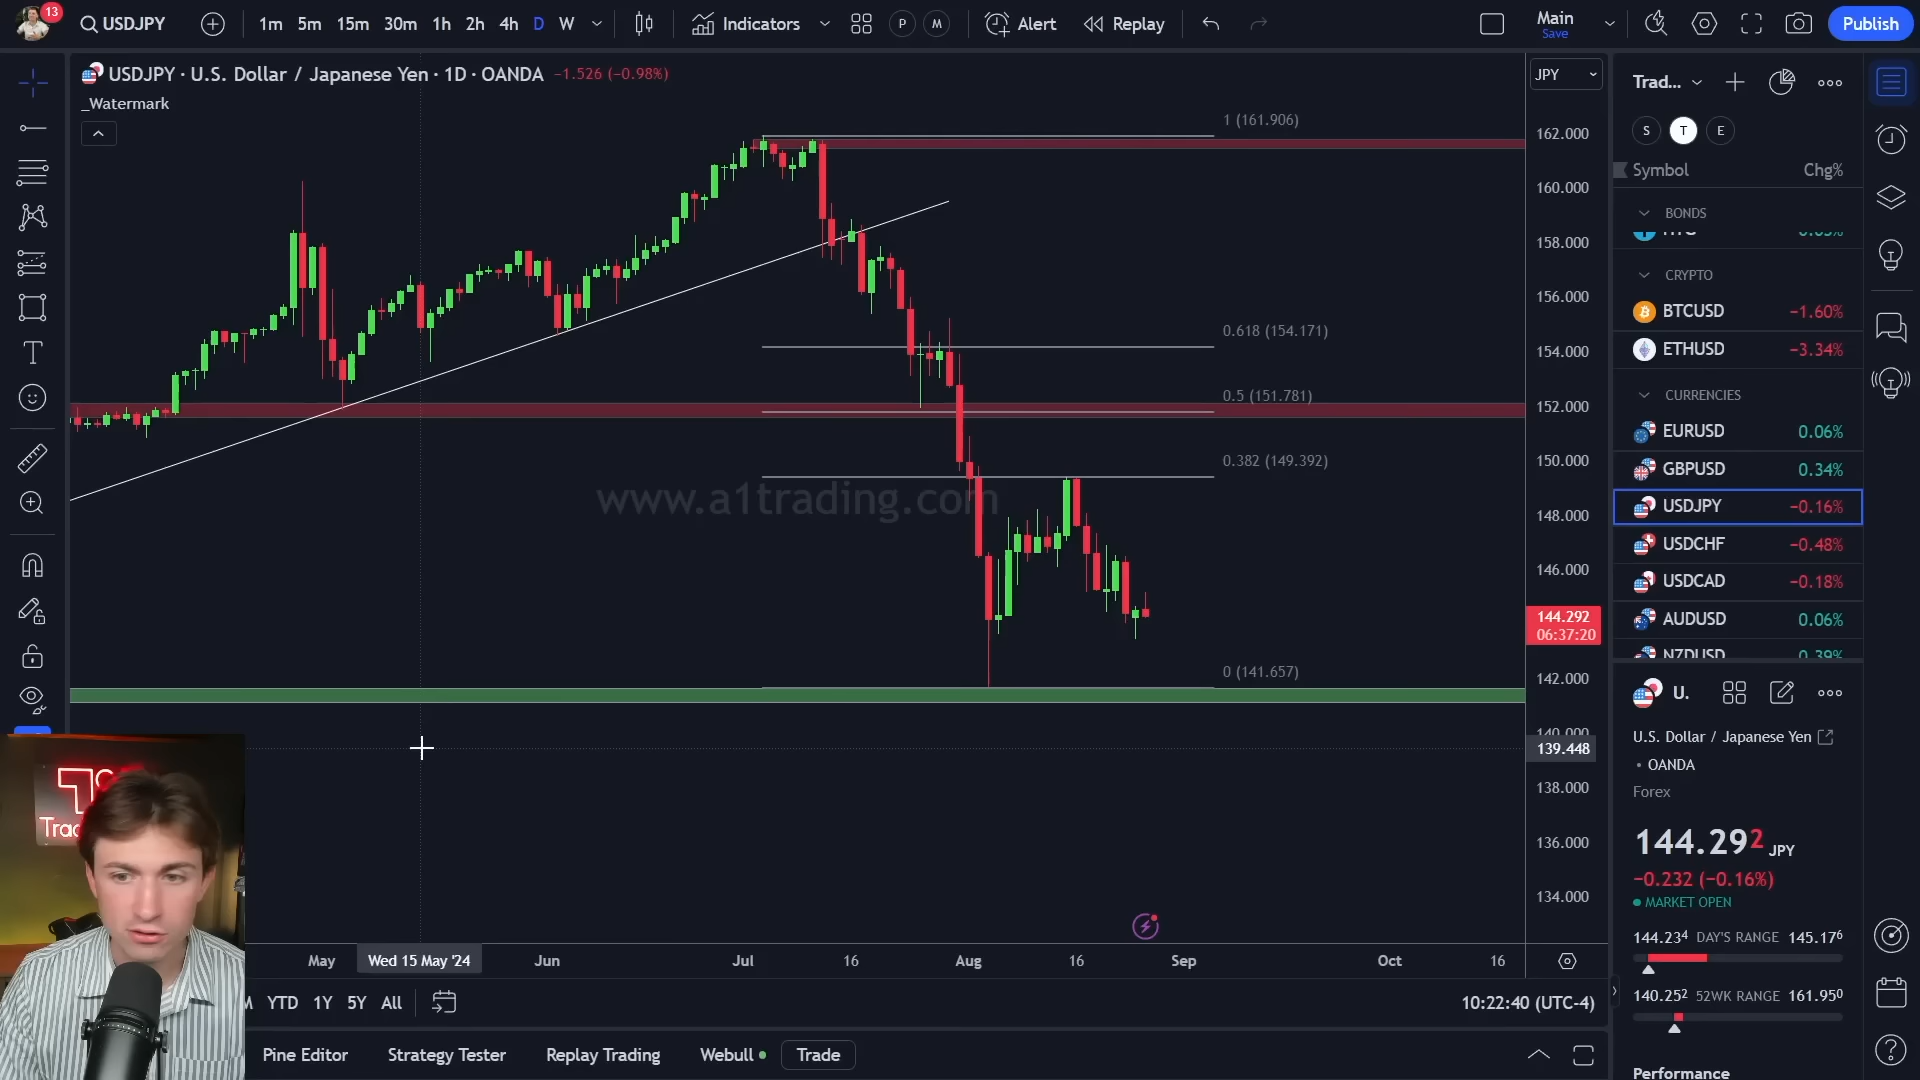 13
USDJPY
1m 5m 15m 30m 1h 2h 4h D W
Indicators
P M
Alert
Replay
Main
Save
Publish
USDJPY · U.S. Dollar / Japanese Yen · 1D · OANDA −1.526 (−0.98%)
_Watermark
JPY
1 (161.906)
0.618 (154.171)
0.5 (151.781)
0.382 (149.392)
0 (141.657)
www.a1trading.com
162.000
160.000
158.000
156.000
154.000
152.000
150.000
148.000
146.000
144.292
06:37:20
142.000
140.000
139.448
138.000
136.000
134.000
May Wed 15 May '24 Jun Jul 16 Aug 16 Sep Oct 16
YTD 1Y 5Y All
10:22:40 (UTC-4)
Pine Editor Strategy Tester Replay Trading Webull Trade
Trad...
S T E
Symbol Chg%
BONDS
CRYPTO
BTCUSD −1.60%
ETHUSD −3.34%
CURRENCIES
EURUSD 0.06%
GBPUSD 0.34%
USDJPY −0.16%
USDCHF −0.48%
USDCAD −0.18%
AUDUSD 0.06%
NZDUSD 0.39%
U.
U.S. Dollar / Japanese Yen
• OANDA
Forex
144.292 JPY
−0.232 (−0.16%)
MARKET OPEN
144.234 DAY'S RANGE 145.176
140.252 52WK RANGE 161.950
Performance